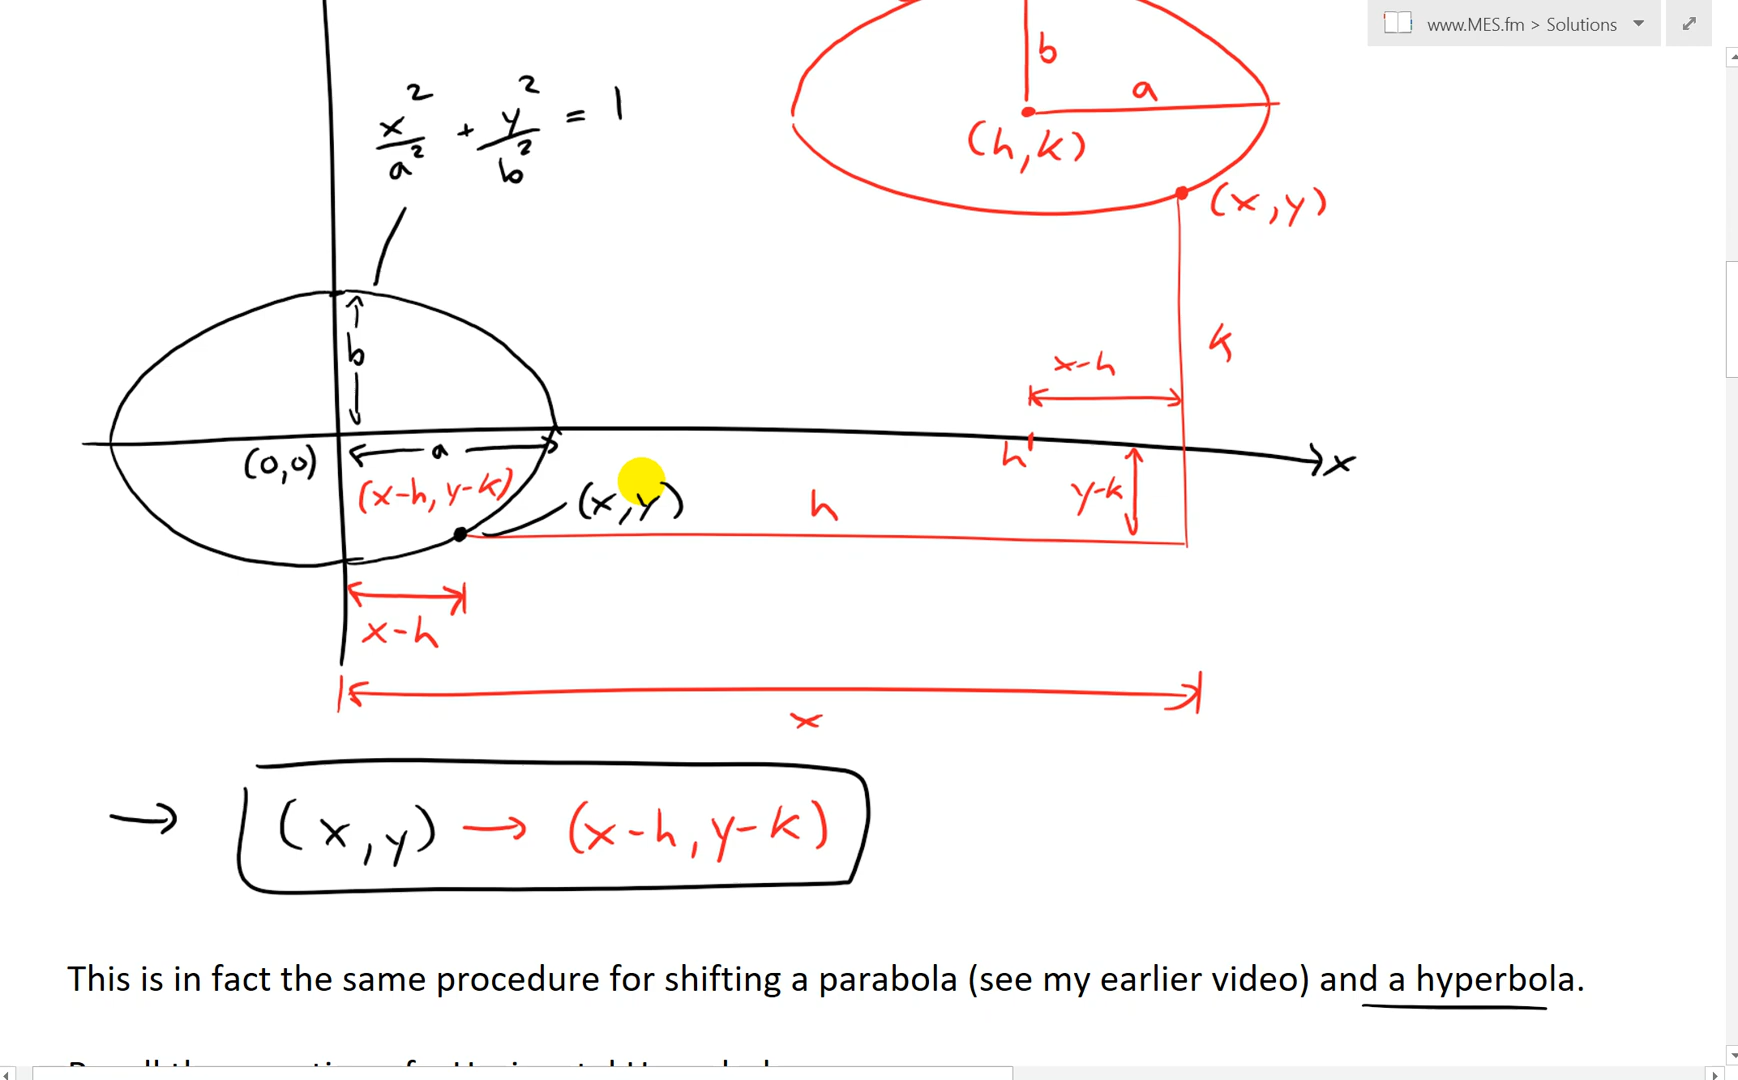 www.MES.fm > Solutions
b
a
x²/a² + y²/b² = 1
(h,k)
(x,y)
k
b
x-h
(0,0)
a
h
(x-h, y-k)
(x,y)
h
y-k
x-h
x
x
→ (x,y) → (x-h, y-k)
This is in fact the same procedure for shifting a parabola (see my earlier video) and a hyperbola.